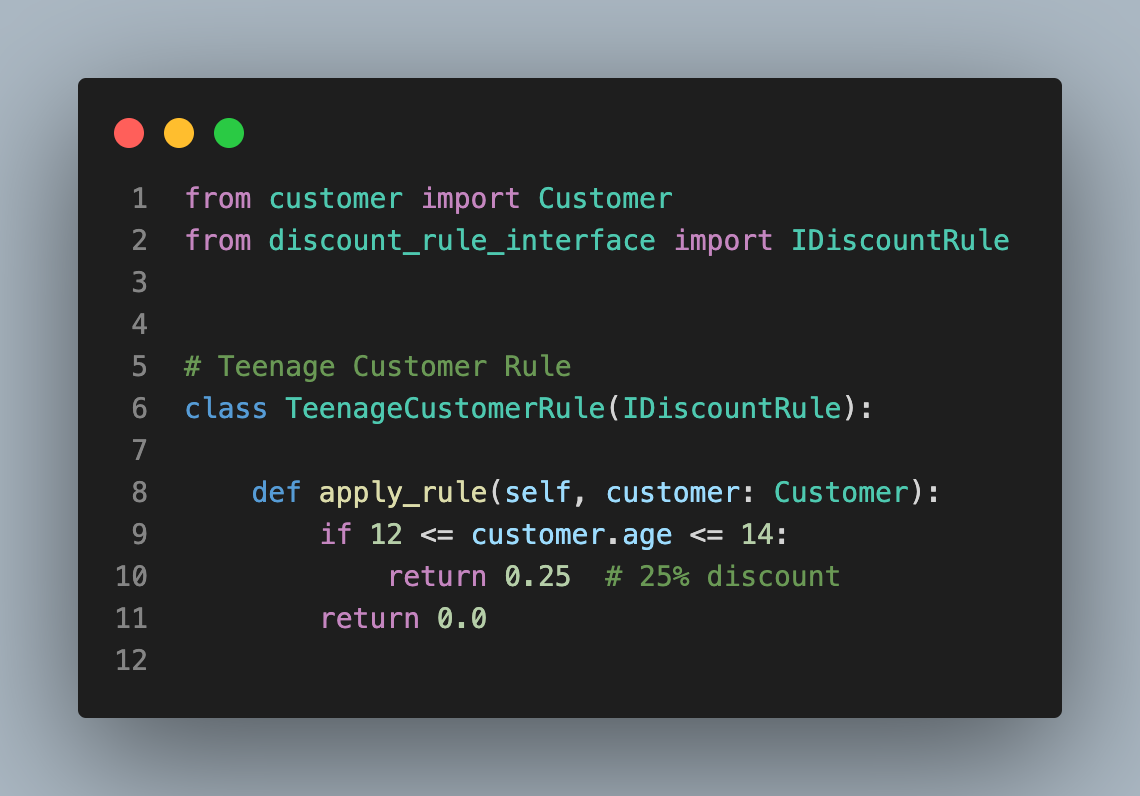 1 from customer import Customer
2 from discount_rule_interface import IDiscountRule
3
4
5 # Teenage Customer Rule
6 class TeenageCustomerRule(IDiscountRule):
7
8     def apply_rule(self, customer: Customer):
9         if 12 <= customer.age <= 14:
10             return 0.25  # 25% discount
11         return 0.0
12